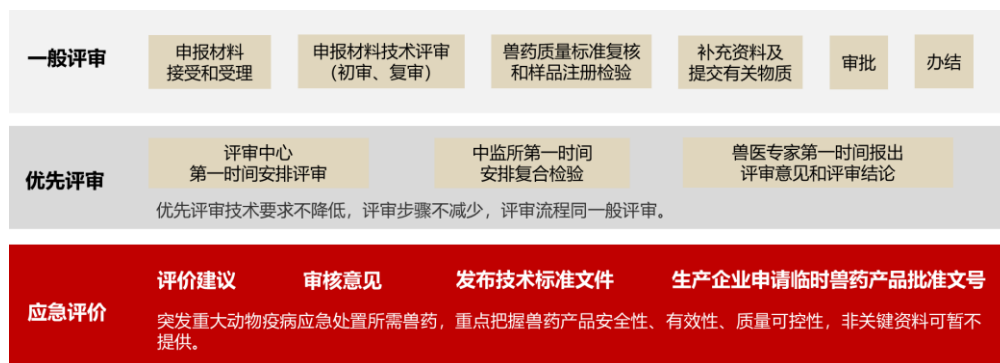 一般评审
申报材料
接受和受理
申报材料技术评审
（初审、复审）
兽药质量标准复核
和样品注册检验
补充资料及
提交有关物质
审批
办结
优先评审
评审中心
第一时间安排评审
中监所第一时间
安排复合检验
兽医专家第一时间报出
评审意见和评审结论
优先评审技术要求不降低，评审步骤不减少，评审流程同一般评审。
应急评价
评价建议
审核意见
发布技术标准文件
生产企业申请临时兽药产品批准文号
突发重大动物疫病应急处置所需兽药，重点把握兽药产品安全性、有效性、质量可控性，非关键资料可暂不
提供。